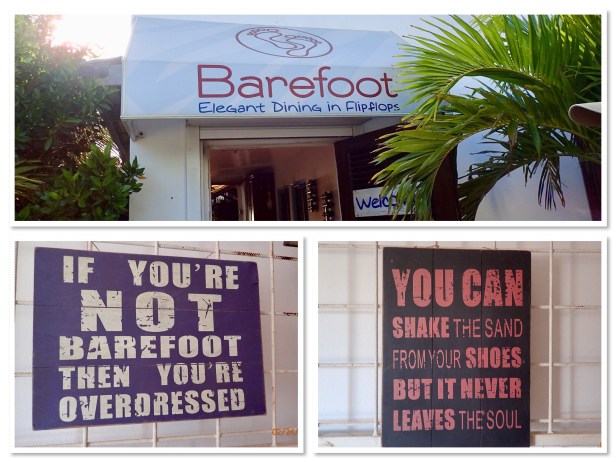 Barefoot
Elegant Dining in Flipflops
IF YOU'RE
NOT
BAREFOOT
THEN YOU'RE
OVERDRESSED
YOU CAN
SHAKE THE SAND
FROM YOUR SHOES
BUT IT NEVER
LEAVES THE SOUL